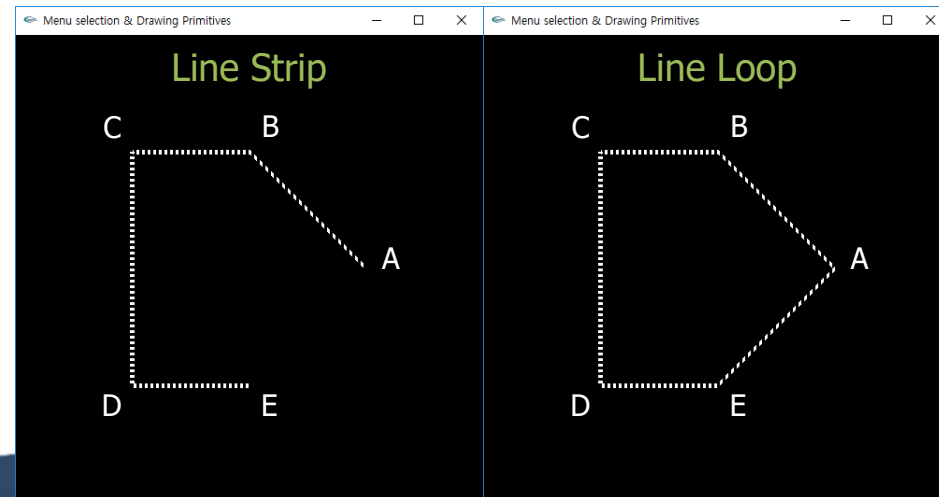 Menu selection & Drawing Primitives
Line Strip
C
B
A
D
E
Menu selection & Drawing Primitives
Line Loop
C
B
A
D
E